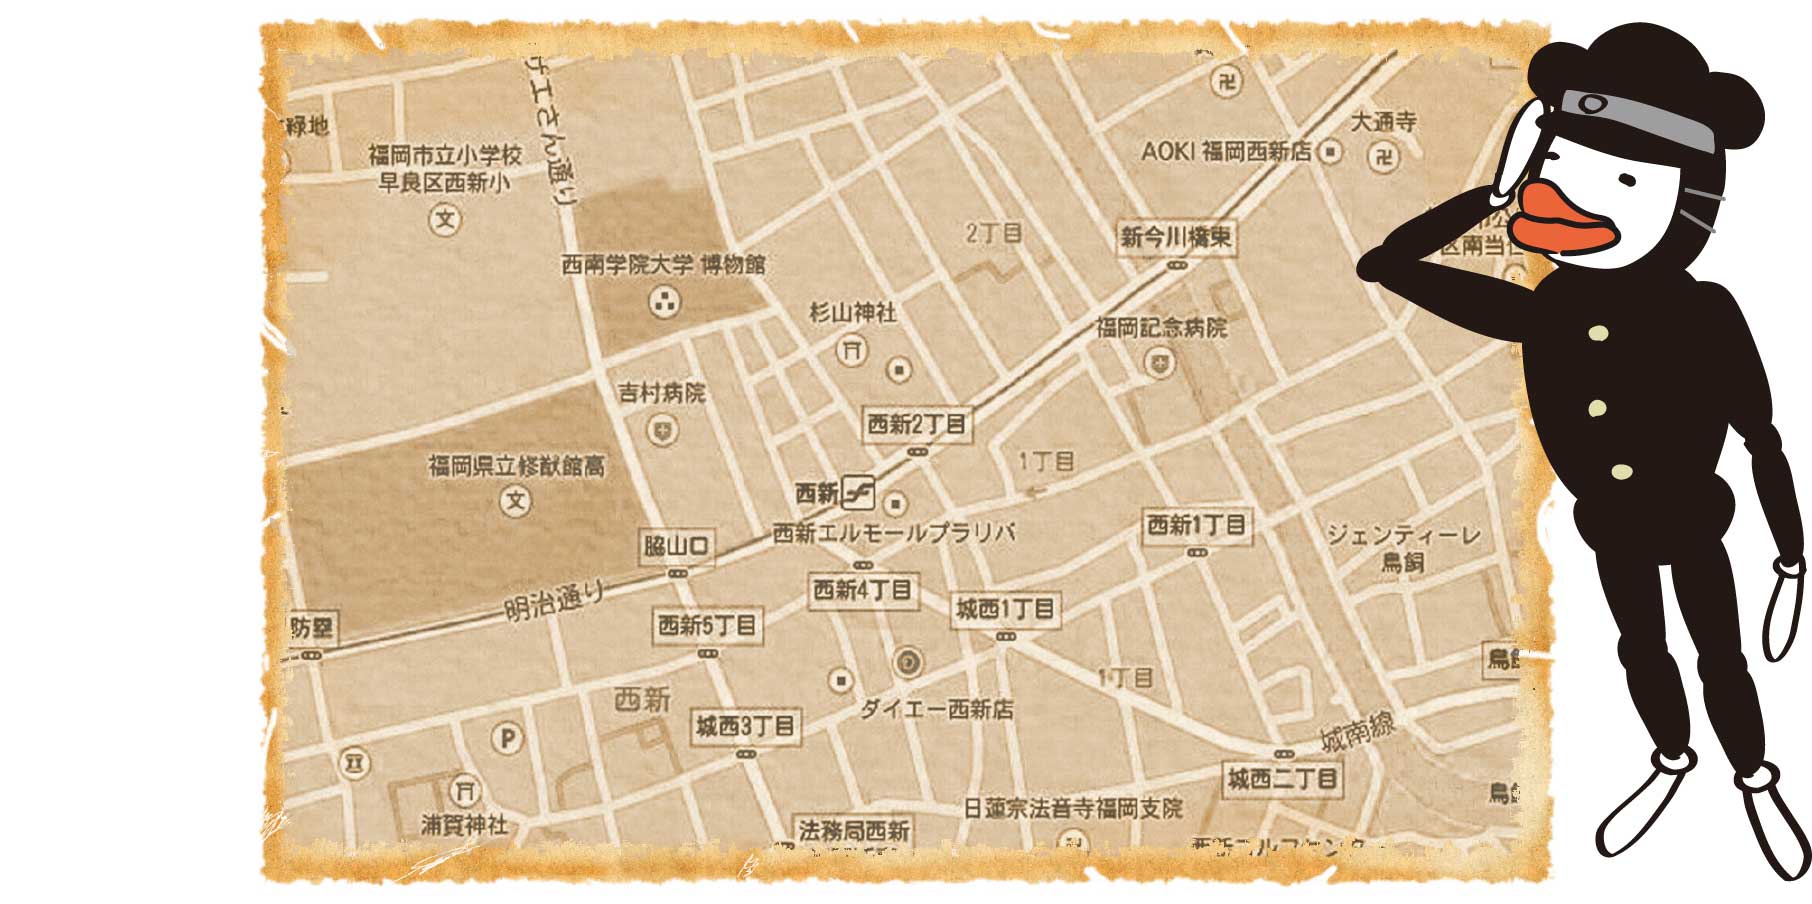 ザエさん通り
緑地
福岡市立小学校
早良区西新小
文
大通寺
AOKI 福岡西新店
新今川橋東
2丁目
区南当
西南学院大学 博物館
杉山神社
福岡記念病院
吉村病院
西新2丁目
1丁目
福岡県立修猷館高
文
西新
西新エルモールプラリバ
西新1丁目
ジェンティーレ
鳥飼
脇山口
明治通り
西新4丁目
城西1丁目
防塁
西新5丁目
1丁目
西新
ダイエー西新店
城西3丁目
城南線
P
城西二丁目
日蓮宗法音寺福岡支院
浦賀神社
法務局西新